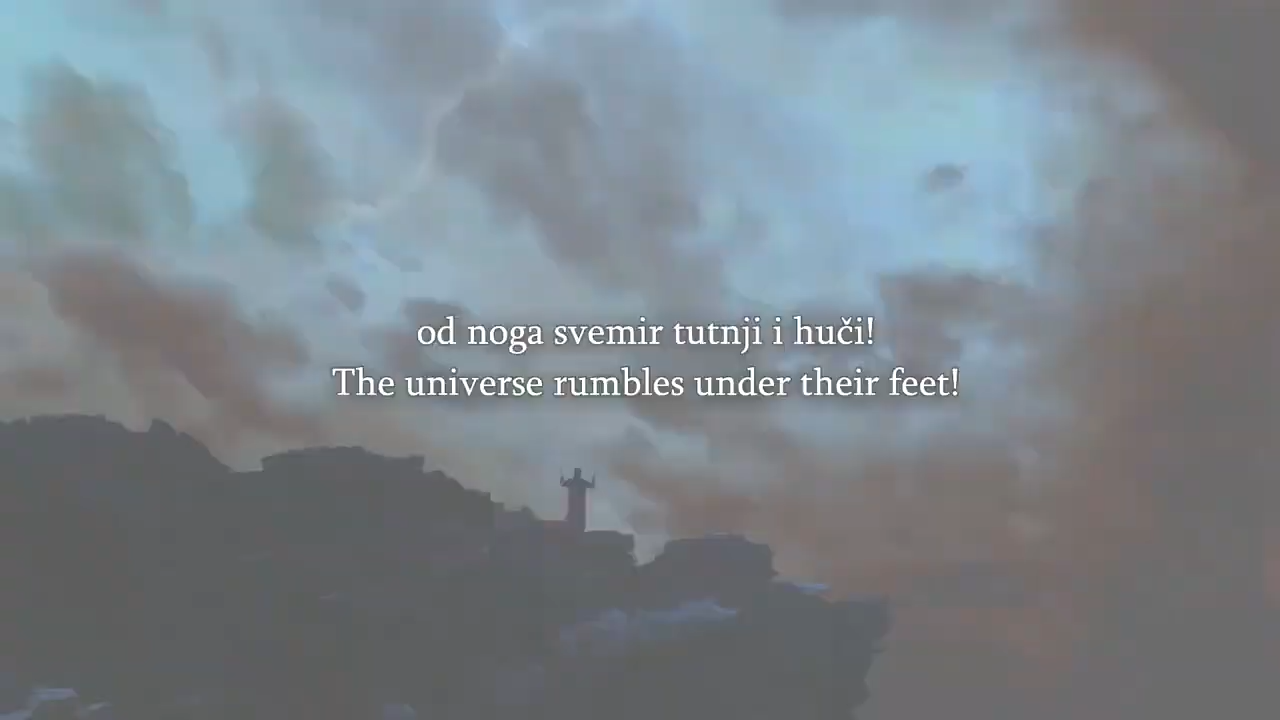 od noga svemir tutnji i huči!
The universe rumbles under their feet!